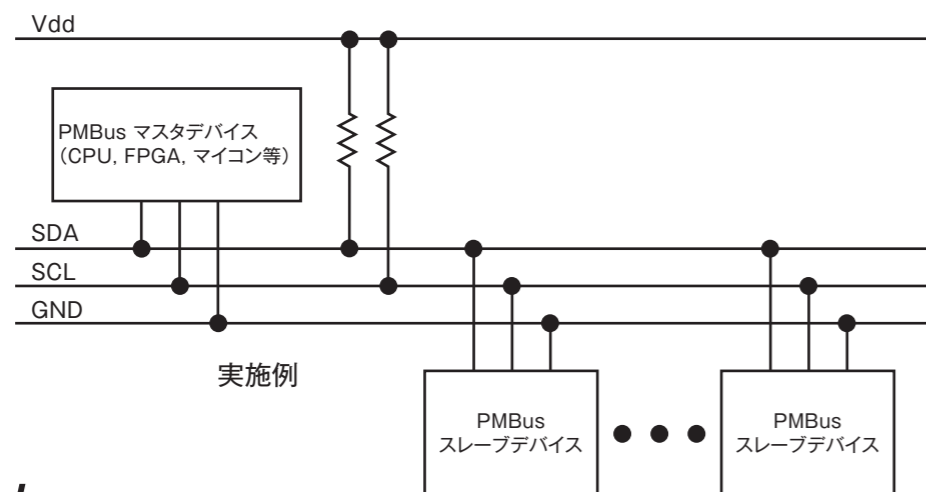 Vdd
PMBus マスタデバイス
(CPU, FPGA, マイコン等)
SDA
SCL
GND
実施例
PMBus
スレーブデバイス
PMBus
スレーブデバイス